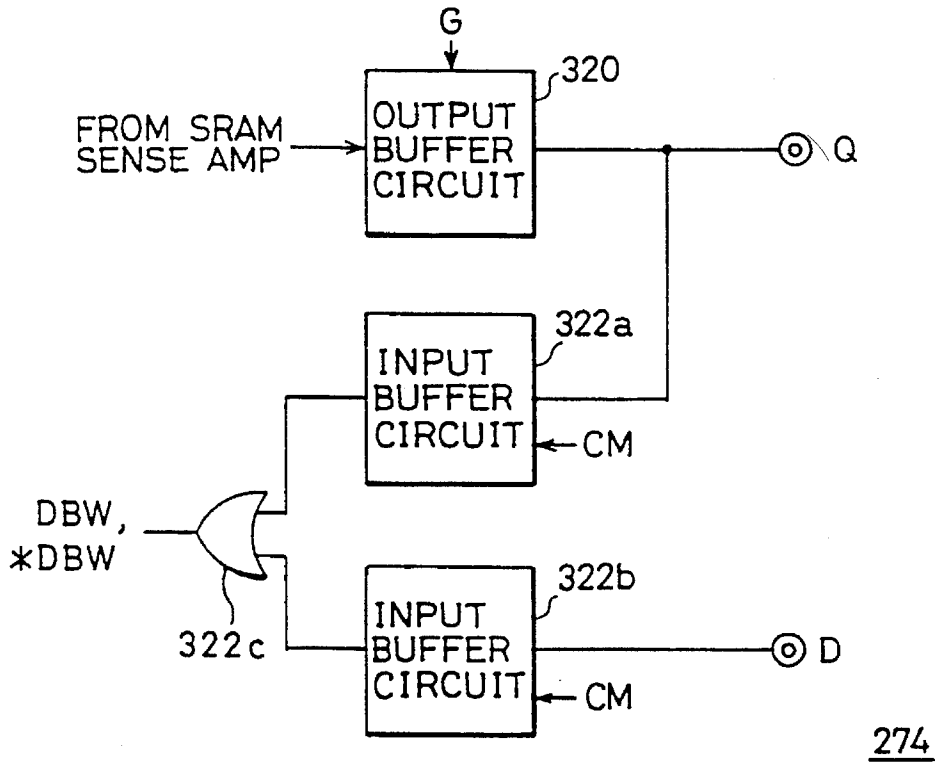 G
320
FROM SRAM
SENSE AMP
OUTPUT
BUFFER
CIRCUIT
Q
322a
INPUT
BUFFER
CIRCUIT
CM
DBW,
*DBW
322c
322b
INPUT
BUFFER
CIRCUIT
CM
D
274